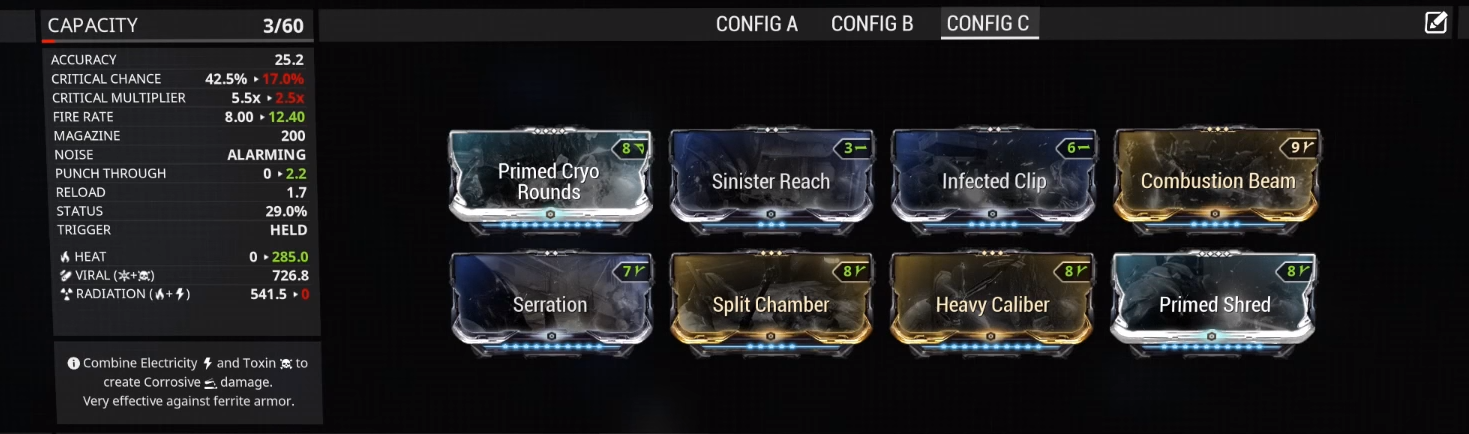 CAPACITY 3/60
CONFIG A CONFIG B CONFIG C
ACCURACY 25.2
CRITICAL CHANCE 42.5% ▸ 17.0%
CRITICAL MULTIPLIER 5.5x ▸ 2.5x
FIRE RATE 8.00 ▸ 12.40
MAGAZINE 200
NOISE ALARMING
PUNCH THROUGH 0 ▸ 2.2
RELOAD 1.7
STATUS 29.0%
TRIGGER HELD
HEAT 0 ▸ 285.0
VIRAL ( + ) 726.8
RADIATION ( + ) 541.5 ▸ 0
Combine Electricity and Toxin to
create Corrosive damage.
Very effective against ferrite armor.
8
Primed Cryo
Rounds
3
Sinister Reach
6
Infected Clip
9
Combustion Beam
7
Serration
8
Split Chamber
8
Heavy Caliber
8
Primed Shred